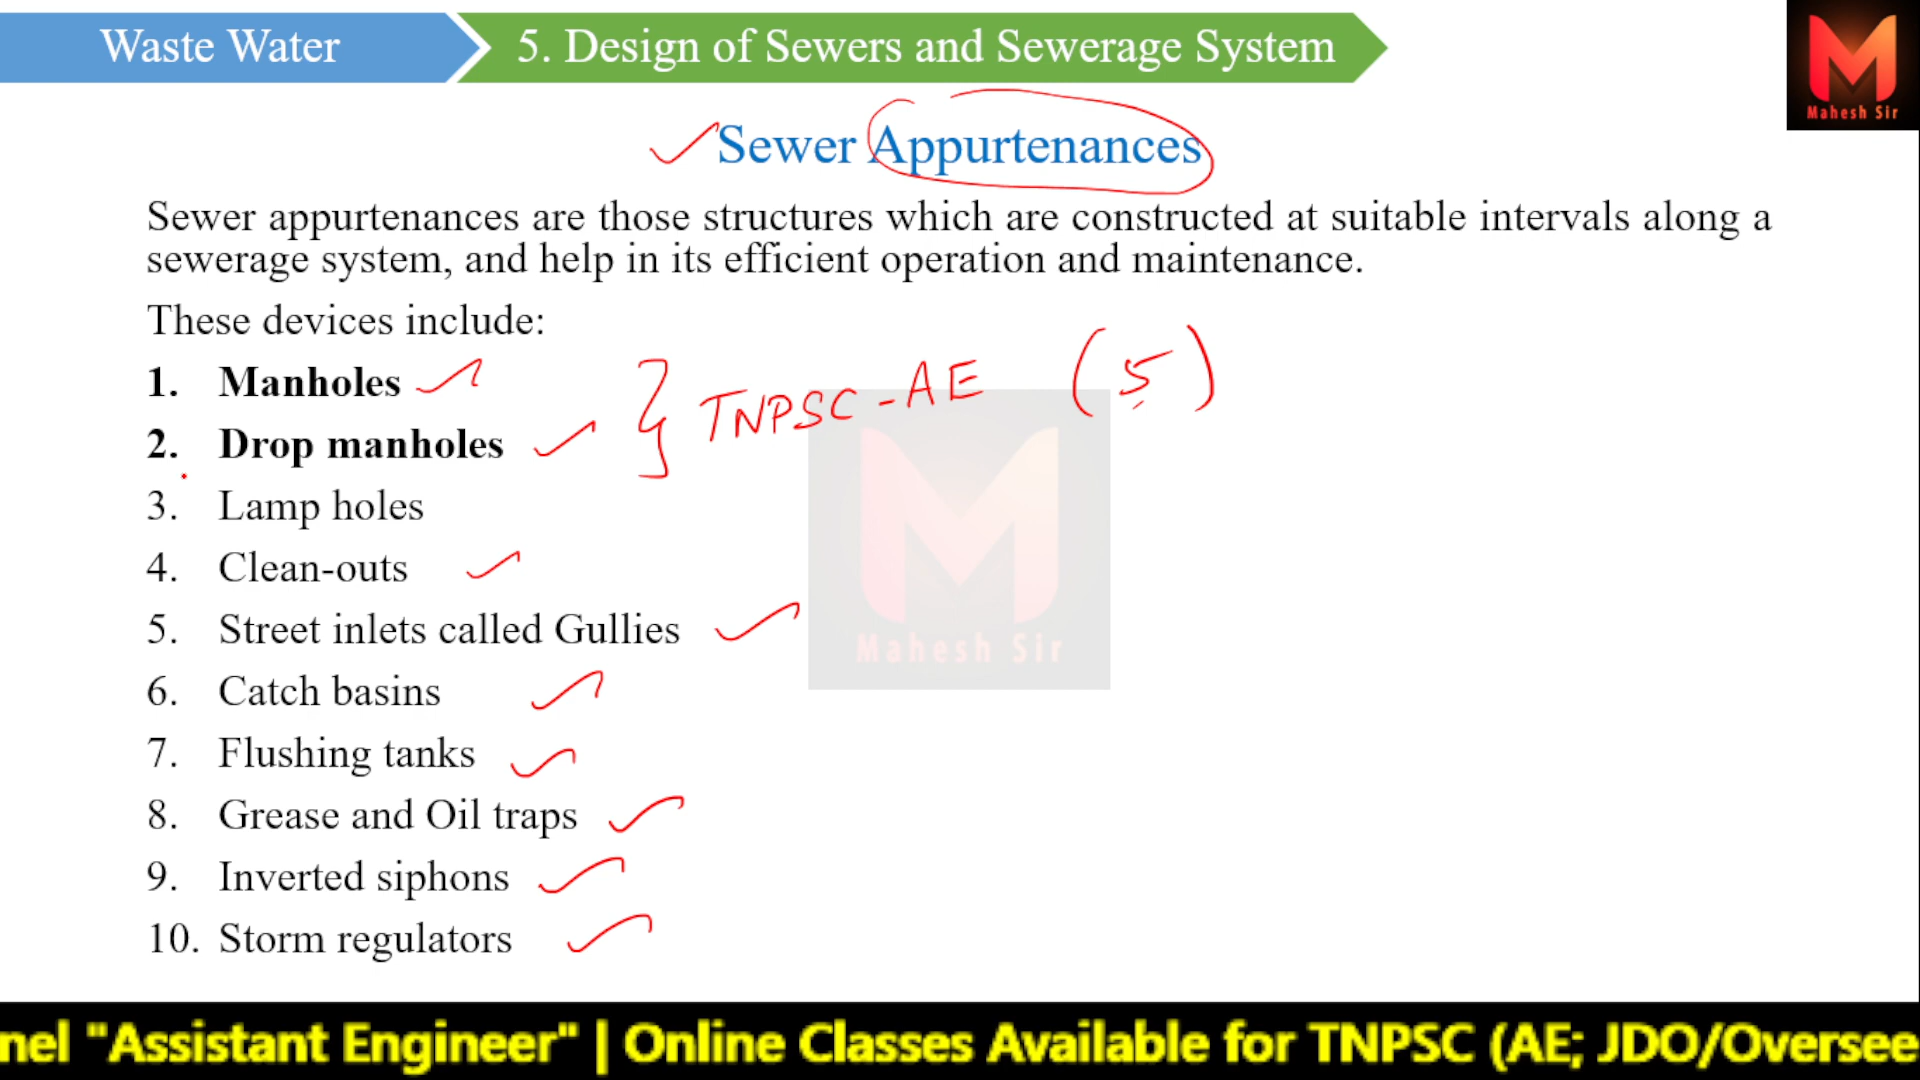 Waste Water
5. Design of Sewers and Sewerage System
Mahesh Sir
Sewer Appurtenances
Sewer appurtenances are those structures which are constructed at suitable intervals along a
sewerage system, and help in its efficient operation and maintenance.
These devices include:
1. Manholes
2. Drop manholes
TNPSC-AE (5)
3. Lamp holes
4. Clean-outs
5. Street inlets called Gullies
6. Catch basins
7. Flushing tanks
8. Grease and Oil traps
9. Inverted siphons
10. Storm regulators
Mahesh Sir
nel "Assistant Engineer" | Online Classes Available for TNPSC (AE; JDO/Oversee